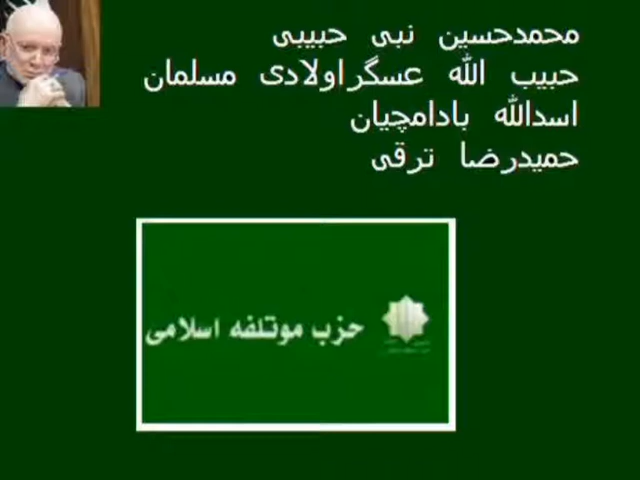 محمدحسین نبی حبیبی
حبیب الله عسگراولادی مسلمان
اسدالله بادامچیان
حمیدرضا ترقی
حزب موتلفه اسلامی